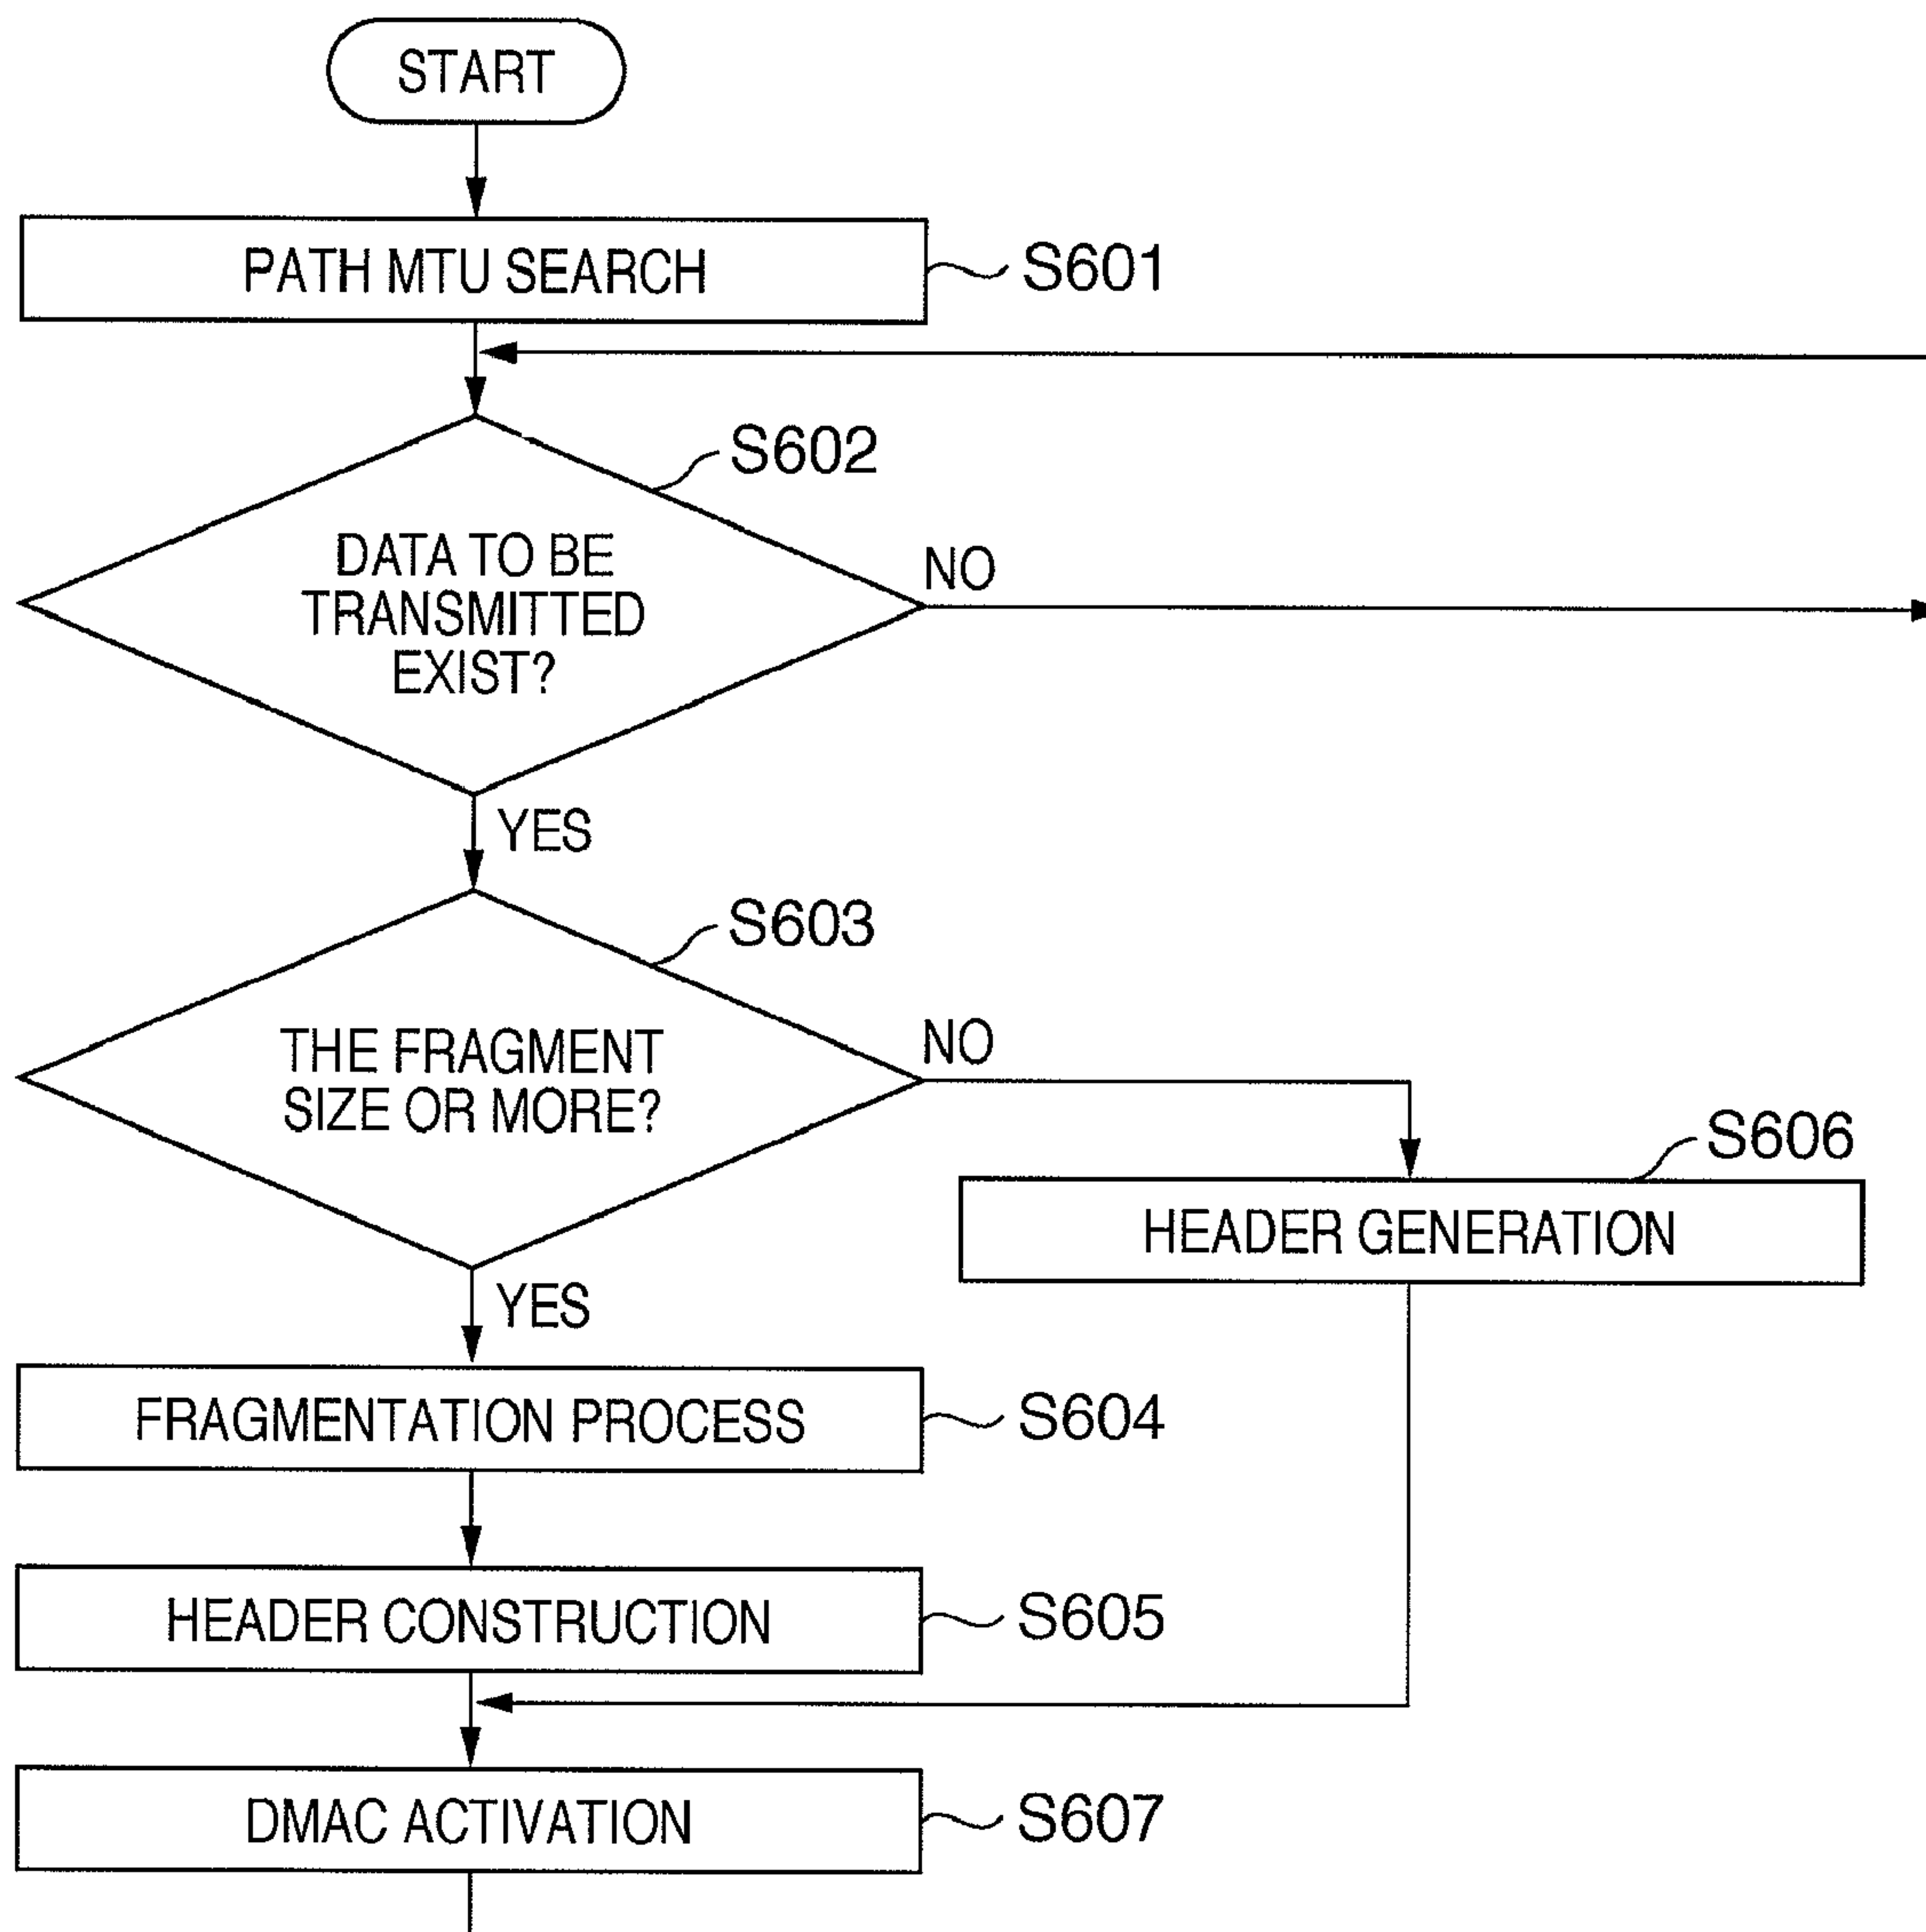 START
PATH MTU SEARCH
S601
S602
DATA TO BE
TRANSMITTED
EXIST?
NO
YES
S603
THE FRAGMENT
SIZE OR MORE?
NO
S606
HEADER GENERATION
YES
FRAGMENTATION PROCESS
S604
HEADER CONSTRUCTION
S605
DMAC ACTIVATION
S607